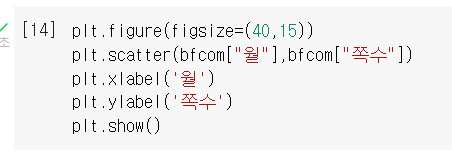 [14] plt.figure(figsize=(40,15))
plt.scatter(bfcom["월"],bfcom["쪽수"])
plt.xlabel('월')
plt.ylabel('쪽수')
plt.show()
초